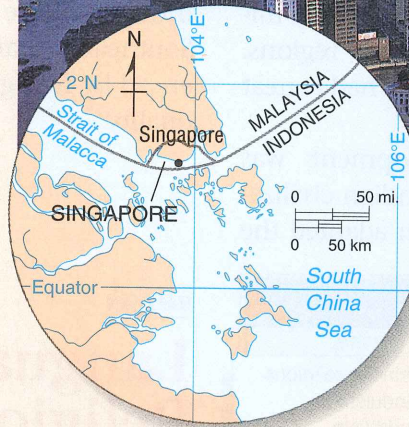 N
104°E
2°N
Strait of
Malacca
Singapore
MALAYSIA
INDONESIA
106°E
SINGAPORE
0 50 mi.
0 50 km
Equator
South
China
Sea